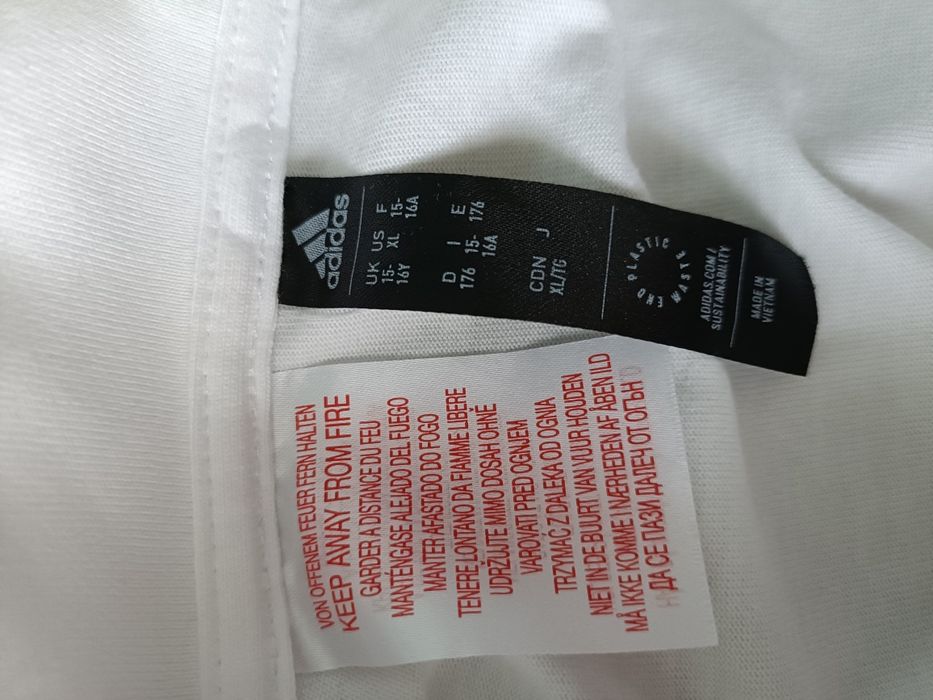 adidas
UK US F
15- XL 15-
16Y 16A
D I E
176 15- 176
16A
CDN J
XL/TG
PLASTIC
WASTE
ADIDAS.COM/
SUSTAINABILITY
MADE IN
VIETNAM
VON OFFENEM FEUER FERN HALTEN
KEEP AWAY FROM FIRE
GARDER A DISTANCE DU FEU
MANTÉNGASE ALEJADO DEL FUEGO
MANTER AFASTADO DO FOGO
TENERE LONTANO DA FIAMME LIBERE
UDRŽUJTE MIMO DOSAH OHNĚ
VAROVAŤ PRED OGNJEM
TRZYMAĆ Z DALEKA OD OGNIA
NIET IN DE BUURT VAN VUUR HOUDEN
MÅ IKKE KOMME I NÆRHEDEN AF ÅBEN ILD
ДА СЕ ПАЗИ ДАЛЕЧ ОТ ОГЪН